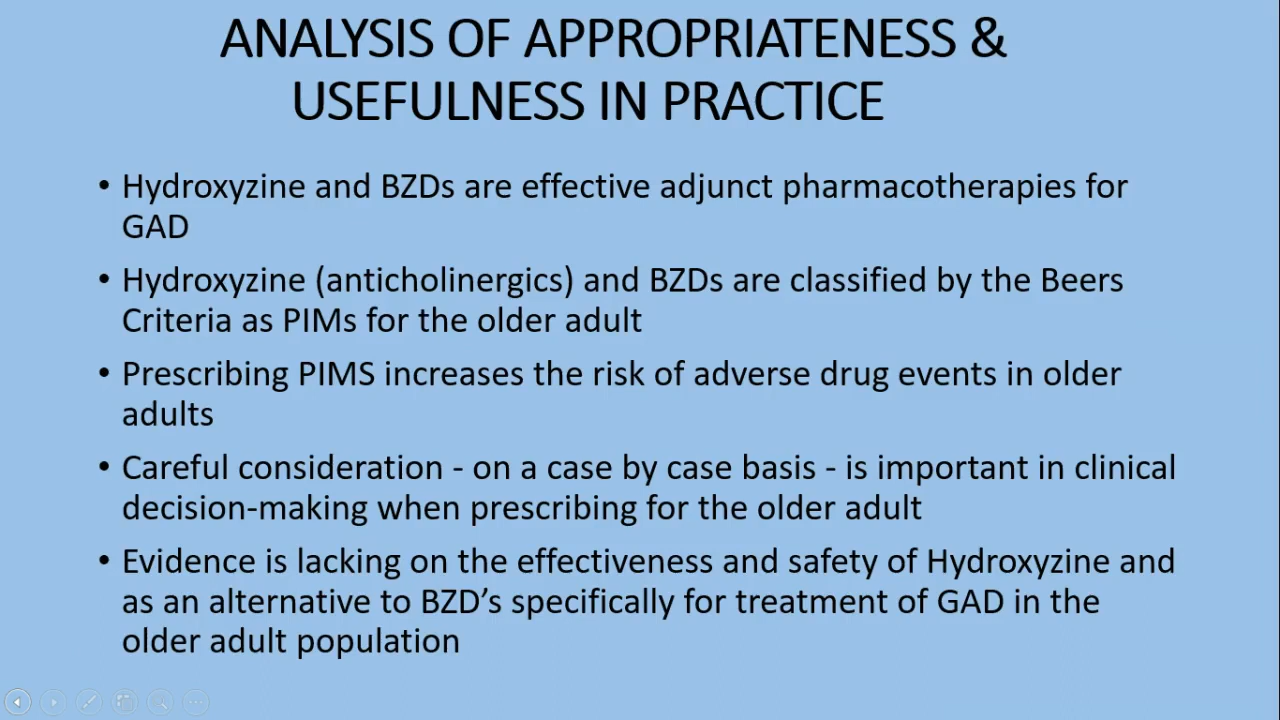 ANALYSIS OF APPROPRIATENESS &
USEFULNESS IN PRACTICE
• Hydroxyzine and BZDs are effective adjunct pharmacotherapies for
GAD
• Hydroxyzine (anticholinergics) and BZDs are classified by the Beers
Criteria as PIMs for the older adult
• Prescribing PIMS increases the risk of adverse drug events in older
adults
• Careful consideration - on a case by case basis - is important in clinical
decision-making when prescribing for the older adult
• Evidence is lacking on the effectiveness and safety of Hydroxyzine and
as an alternative to BZD’s specifically for treatment of GAD in the
older adult population